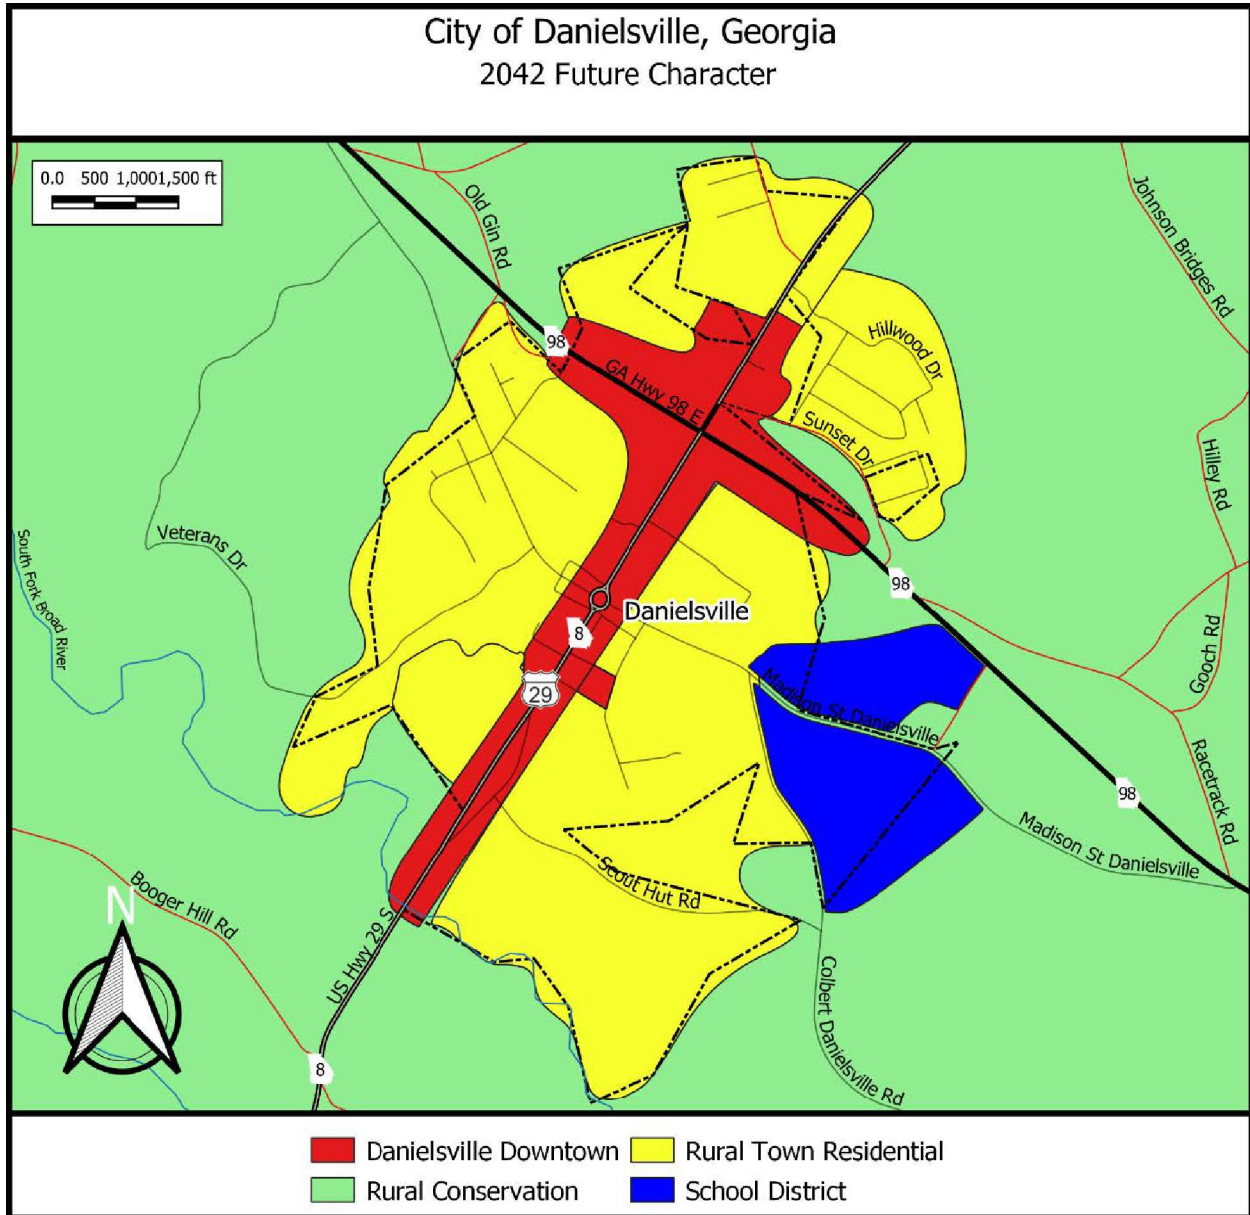 City of Danielsville, Georgia
2042 Future Character
0.0 500 1,0001,500 ft
Old Gin Rd
Johnson Bridges Rd
98
GA Hwy 98 E
Hillwood Dr
Sunset Dr
Hilley Rd
Veterans Dr
South Fork Broad River
98
Danielsville
8
29
Gooch Rd
Madison St Danielsville
Racetrack Rd
98
Madison St Danielsville
Scout Hut Rd
Booger Hill Rd
N
US Hwy 29 S
Colbert Danielsville Rd
8
Danielsville Downtown
Rural Town Residential
Rural Conservation
School District